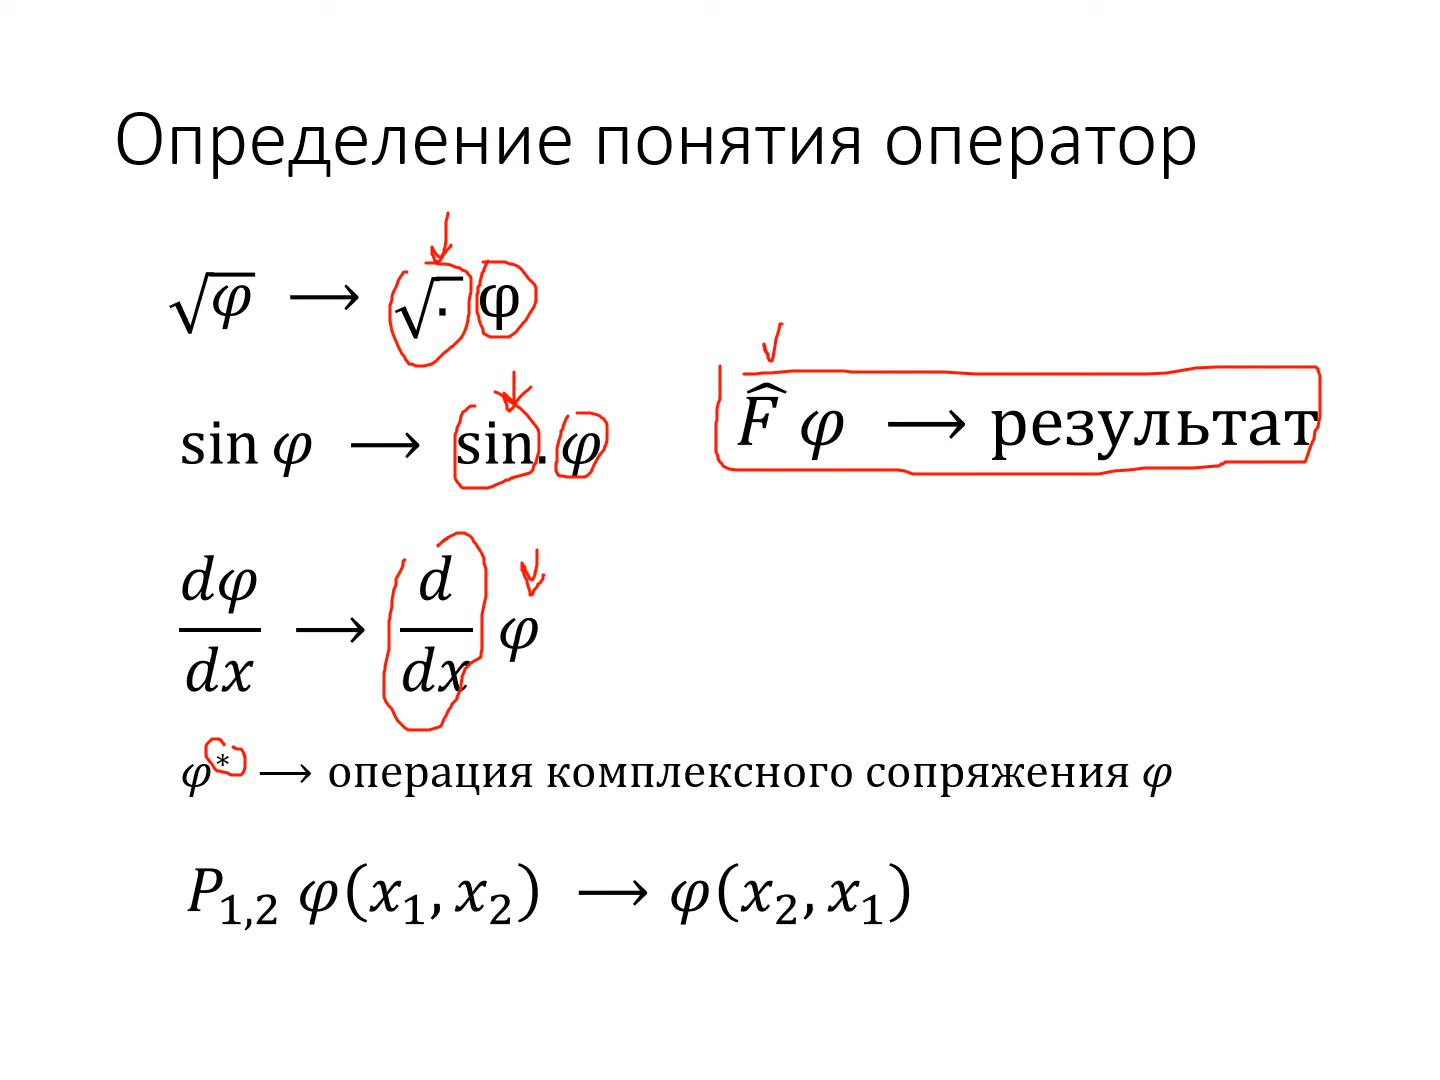 Определение понятия оператор
√φ ⟶ √. φ
sin φ ⟶ sin. φ
F̂ φ ⟶ результат
dφ/dx ⟶ d/dx φ
φ* ⟶ операция комплексного сопряжения φ
P₁,₂ φ(x₁, x₂) ⟶ φ(x₂, x₁)